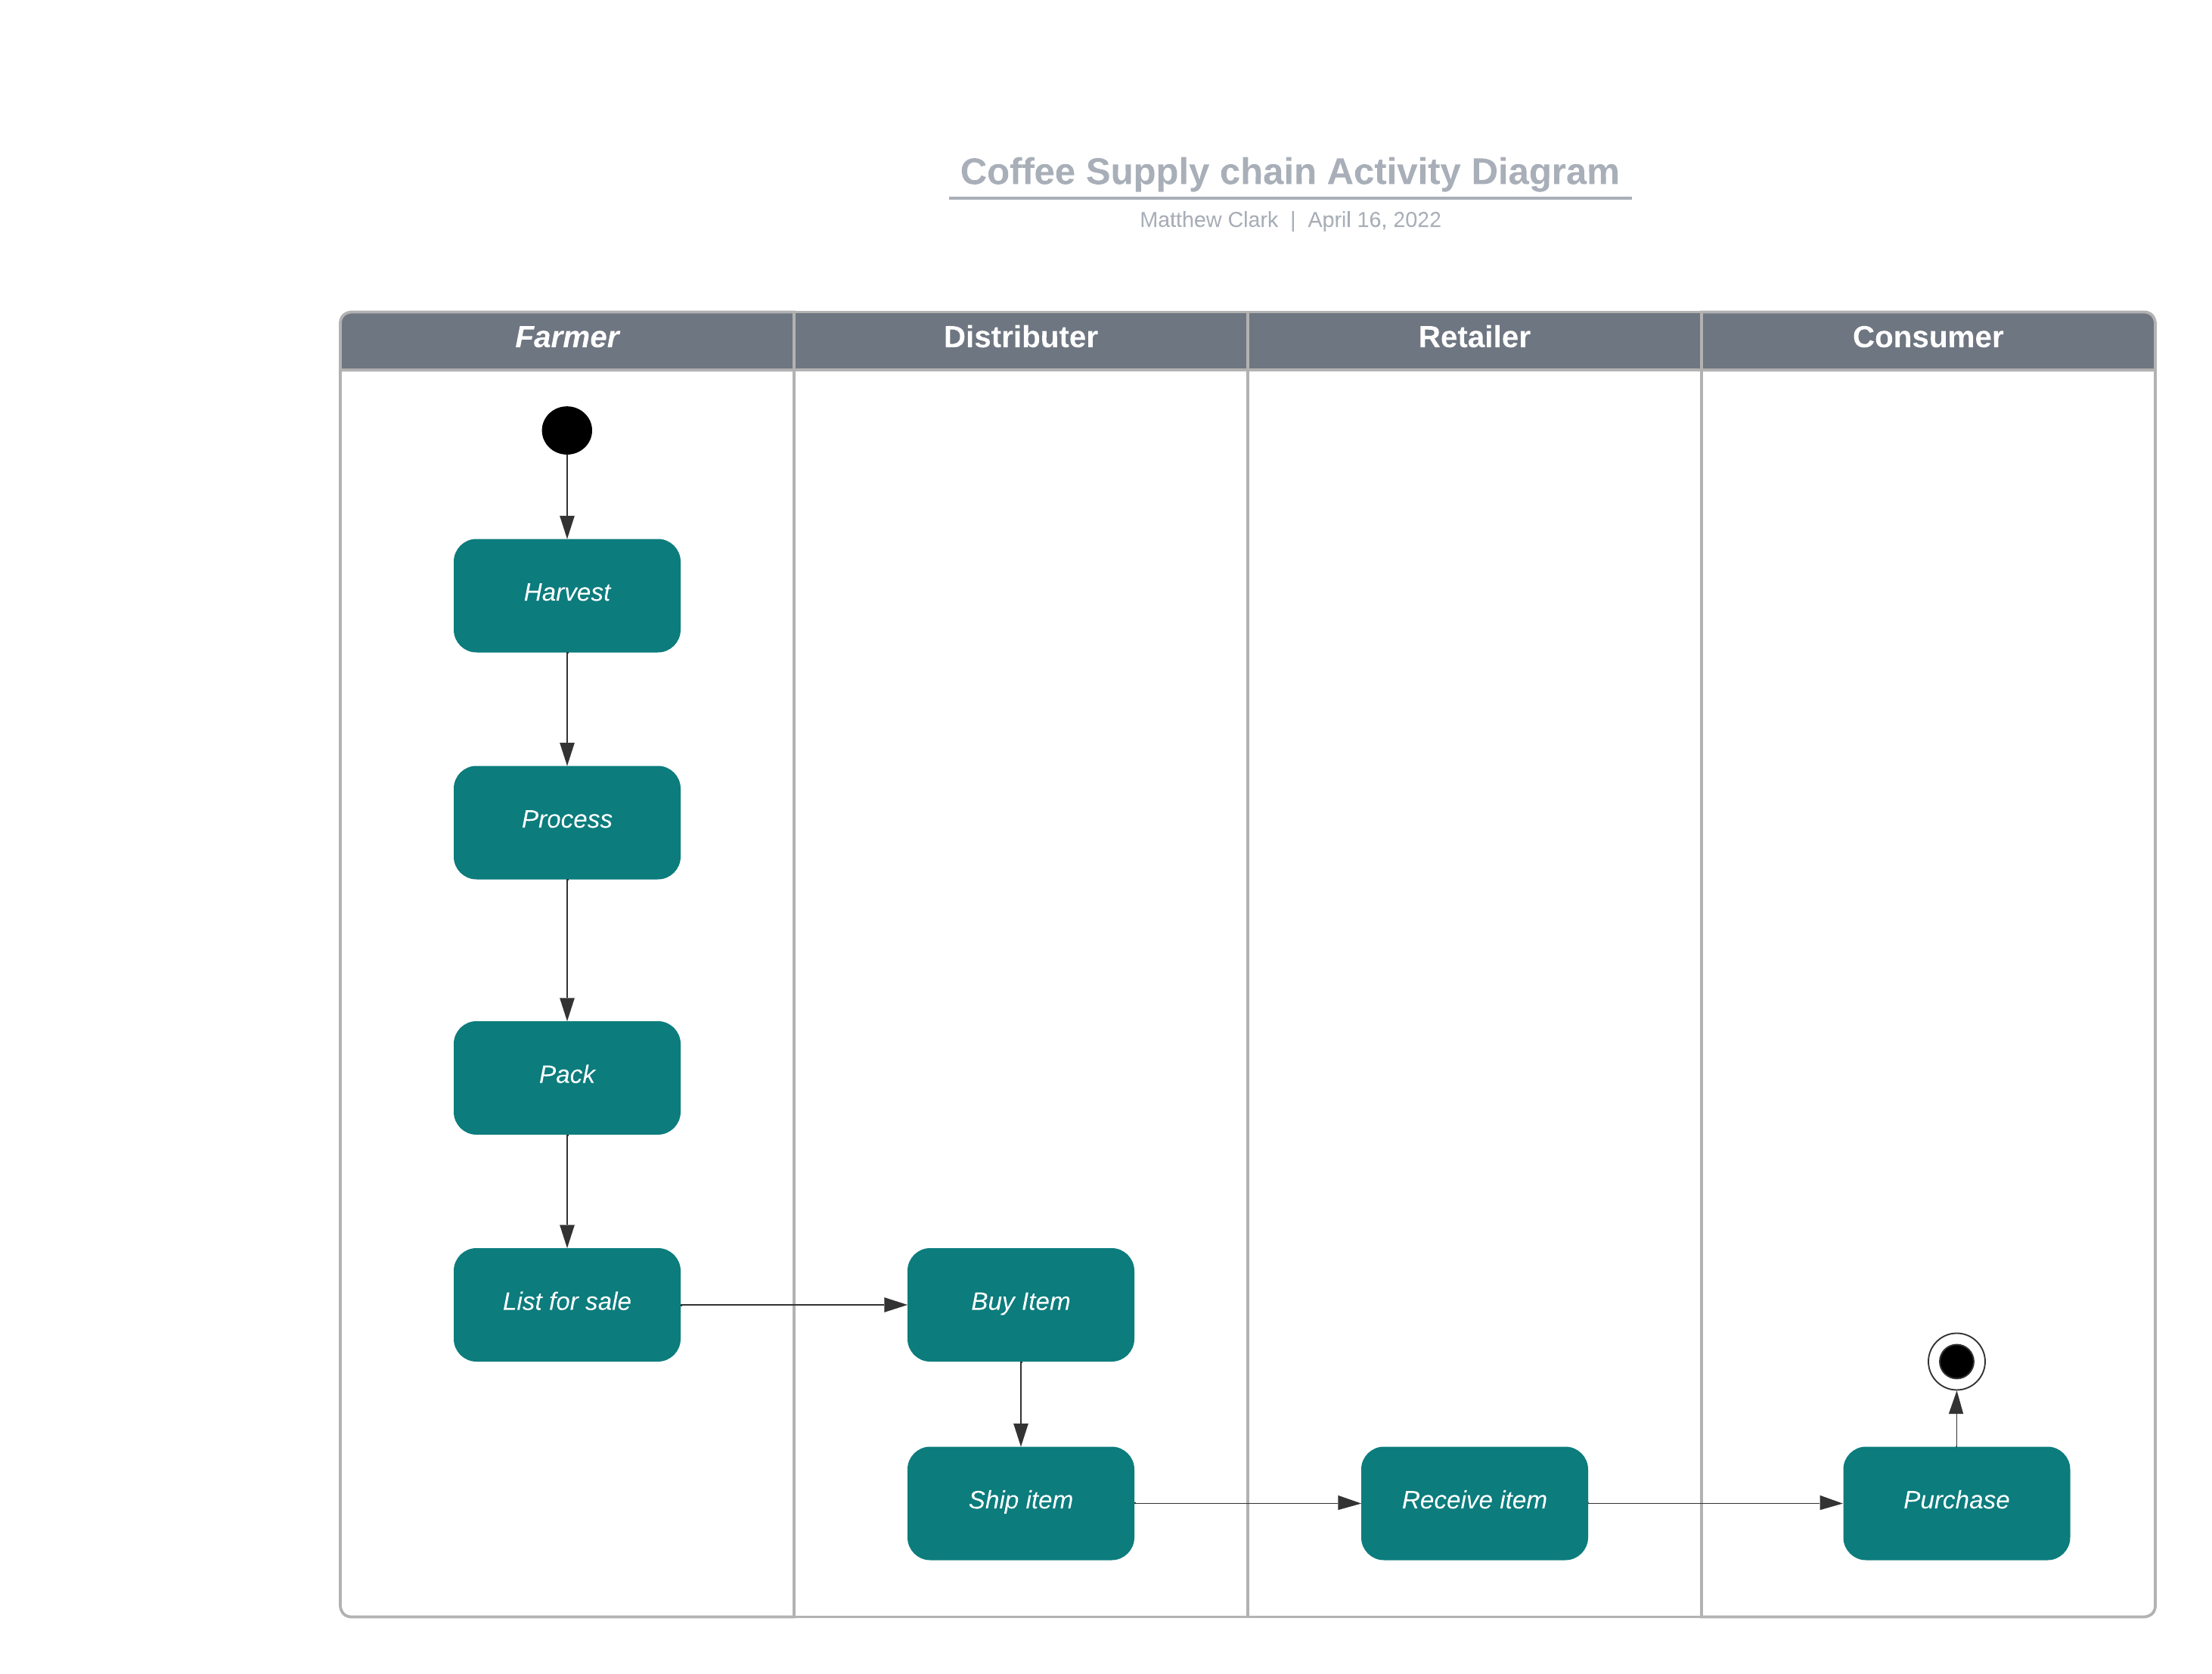 Coffee Supply chain Activity Diagram
Matthew Clark | April 16, 2022
Farmer
Distributer
Retailer
Consumer
Harvest
Process
Pack
List for sale
Buy Item
Ship item
Receive item
Purchase